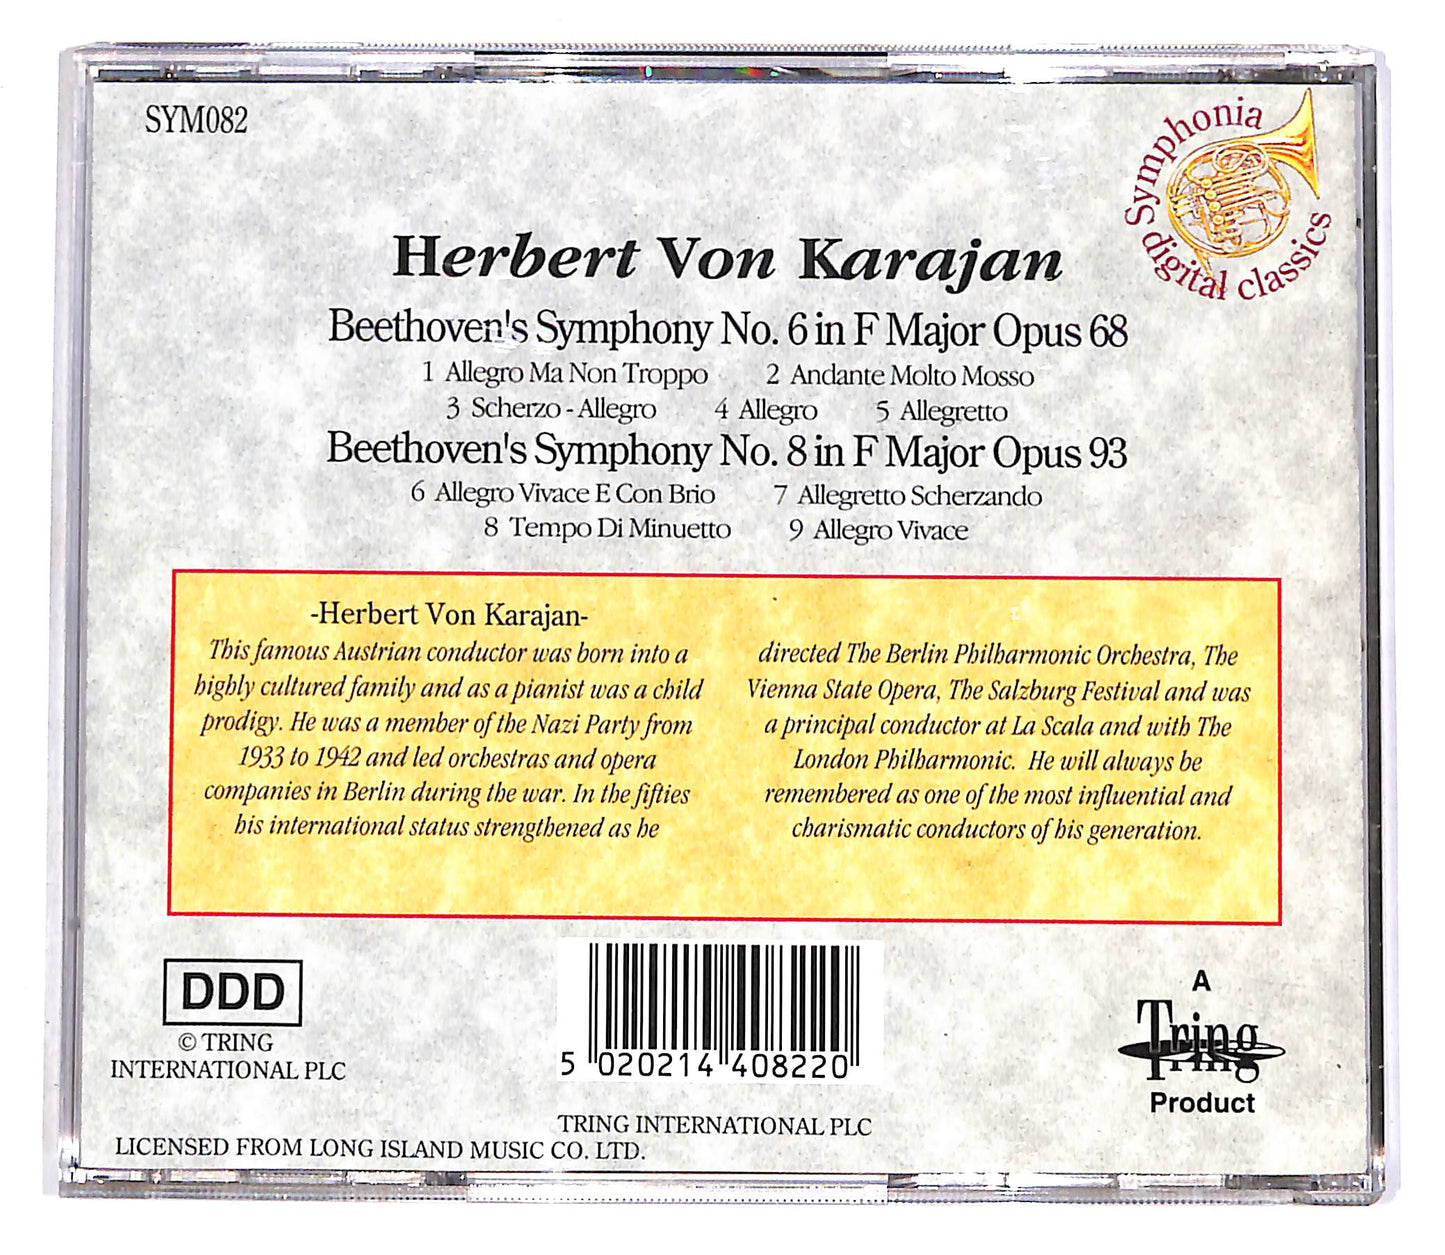 SYM082
Symphonia
digital classics
Herbert Von Karajan
Beethoven's Symphony No. 6 in F Major Opus 68
1 Allegro Ma Non Troppo 2 Andante Molto Mosso
3 Scherzo - Allegro 4 Allegro 5 Allegretto
Beethoven's Symphony No. 8 in F Major Opus 93
6 Allegro Vivace E Con Brio 7 Allegretto Scherzando
8 Tempo Di Minuetto 9 Allegro Vivace
-Herbert Von Karajan-
This famous Austrian conductor was born into a
highly cultured family and as a pianist was a child
prodigy. He was a member of the Nazi Party from
1933 to 1942 and led orchestras and opera
companies in Berlin during the war. In the fifties
his international status strengthened as he
directed The Berlin Philharmonic Orchestra, The
Vienna State Opera, The Salzburg Festival and was
a principal conductor at La Scala and with The
London Philharmonic. He will always be
remembered as one of the most influential and
charismatic conductors of his generation.
DDD
© TRING
INTERNATIONAL PLC
5 020214 408220
A
Tring
Tring
Product
TRING INTERNATIONAL PLC
LICENSED FROM LONG ISLAND MUSIC CO. LTD.